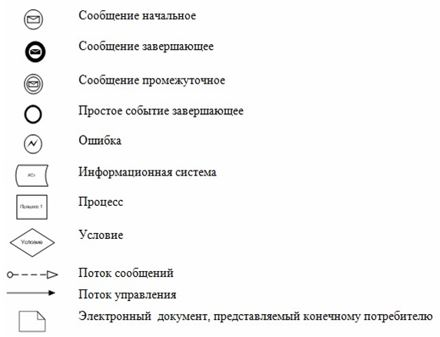 Сообщение начальное
Сообщение завершающее
Сообщение промежуточное
Простое событие завершающее
Ошибка
Информационная система
Процесс
Условие
Условие
Поток сообщений
Поток управления
Электронный документ, представляемый конечному потребителю